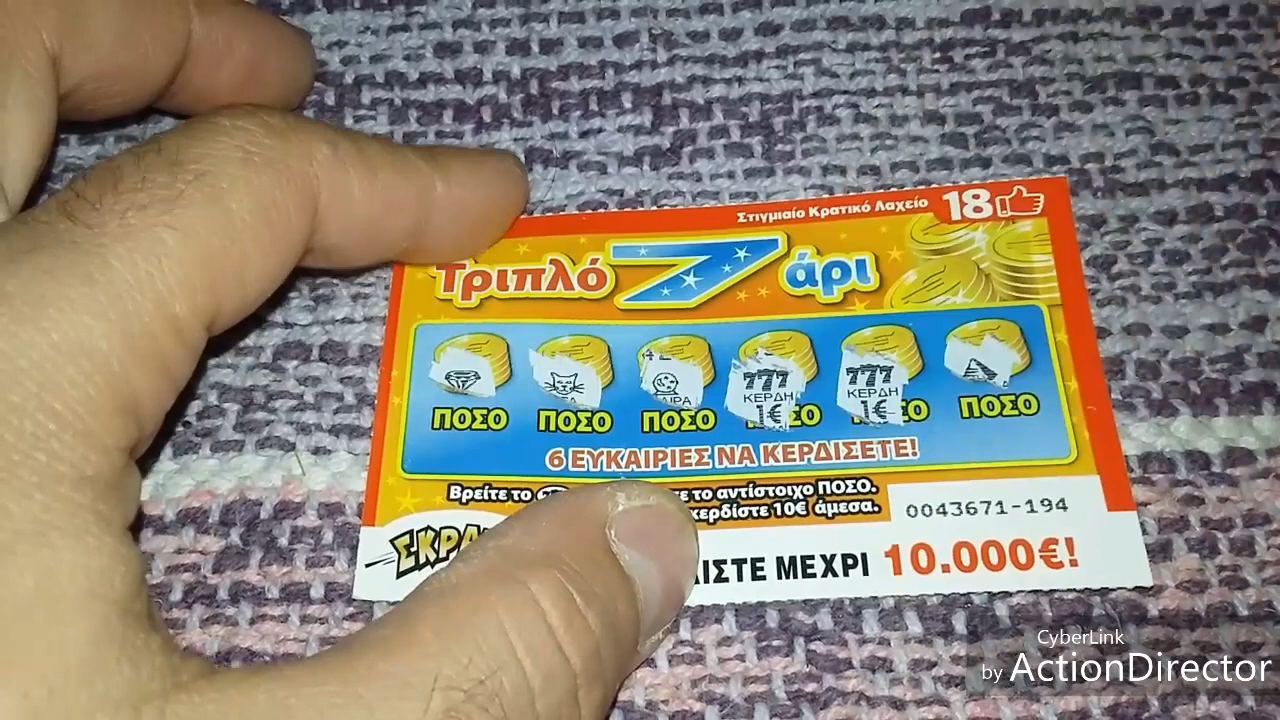 Στιγμιαίο Κρατικό Λαχείο 18
Τριπλό 7 άρι
777 777
ΚΕΡΔΗ ΚΕΡΔΗ
1€ 1€
ΠΟΣΟ ΠΟΣΟ ΠΟΣΟ ΠΟΣΟ
6 ΕΥΚΑΙΡΙΕΣ ΝΑ ΚΕΡΔΙΣΕΤΕ!
Βρείτε το το αντίστοιχο ΠΟΣΟ.
κερδίστε 10€ άμεσα.
0043671-194
ΜΕΧΡΙ 10.000€!
CyberLink
by ActionDirector